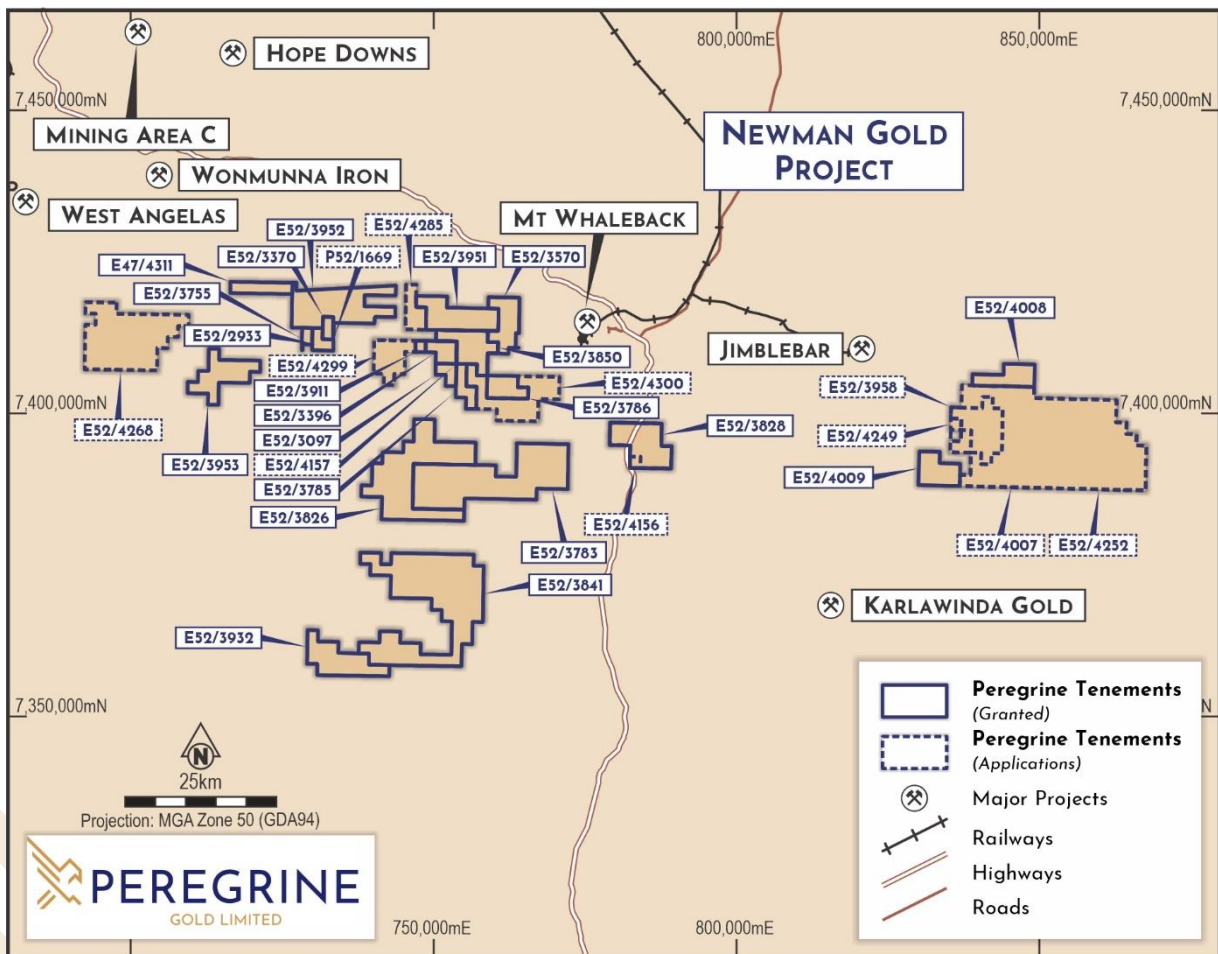 800,000mE
850,000mE
HOPE DOWNS
7,450,000mN
7,450,000mN
MINING AREA C
NEWMAN GOLD
PROJECT
WONMUNNA IRON
WEST ANGELAS
MT WHALEBACK
E52/3952
E52/4285
E52/3370
P52/1669
E52/3951
E52/3570
E47/4311
E52/3755
E52/2933
E52/4299
E52/3850
JIMBLEBAR
E52/4008
E52/3911
E52/4300
E52/3958
E52/3396
E52/3786
7,400,000mN
7,400,000mN
E52/4268
E52/3097
E52/3828
E52/4249
E52/3953
E52/4157
E52/3785
E52/4009
E52/3826
E52/4156
E52/3783
E52/4007
E52/4252
E52/3841
KARLAWINDA GOLD
E52/3932
7,350,000mN
N
25km
Projection: MGA Zone 50 (GDA94)
PEREGRINE
GOLD LIMITED
750,000mE
800,000mE
Peregrine Tenements
(Granted)
Peregrine Tenements
(Applications)
Major Projects
Railways
Highways
Roads